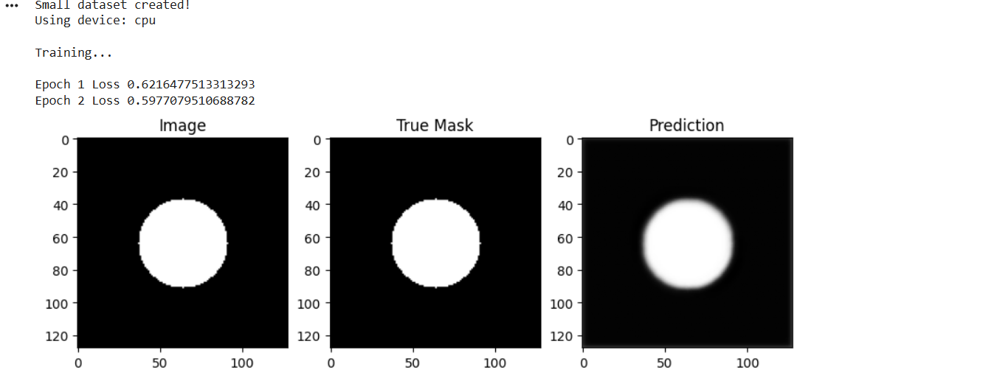 Small dataset created!
Using device: cpu
Training...
Epoch 1 Loss 0.6216477513313293
Epoch 2 Loss 0.5977079510688782
Image True Mask Prediction
0 0 0
20 20 20
40 40 40
60 60 60
80 80 80
100 100 100
120 120 120
0 50 100 0 50 100 0 50 100